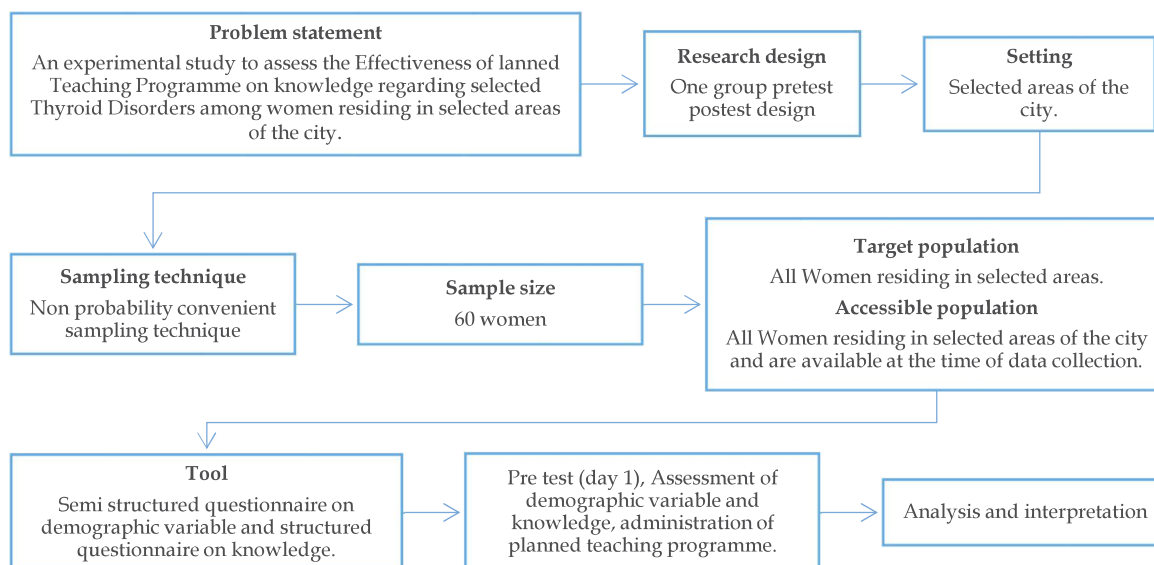 Problem statement
An experimental study to assess the Effectiveness of lanned
Teaching Programme on knowledge regarding selected
Thyroid Disorders among women residing in selected areas
of the city.
Research design
One group pretest
postest design
Setting
Selected areas of the
city.
Sampling technique
Non probability convenient
sampling technique
Sample size
60 women
Target population
All Women residing in selected areas.
Accessible population
All Women residing in selected areas of the city
and are available at the time of data collection.
Tool
Semi structured questionnaire on
demographic variable and structured
questionnaire on knowledge.
Pre test (day 1), Assessment of
demographic variable and
knowledge, administration of
planned teaching programme.
Analysis and interpretation